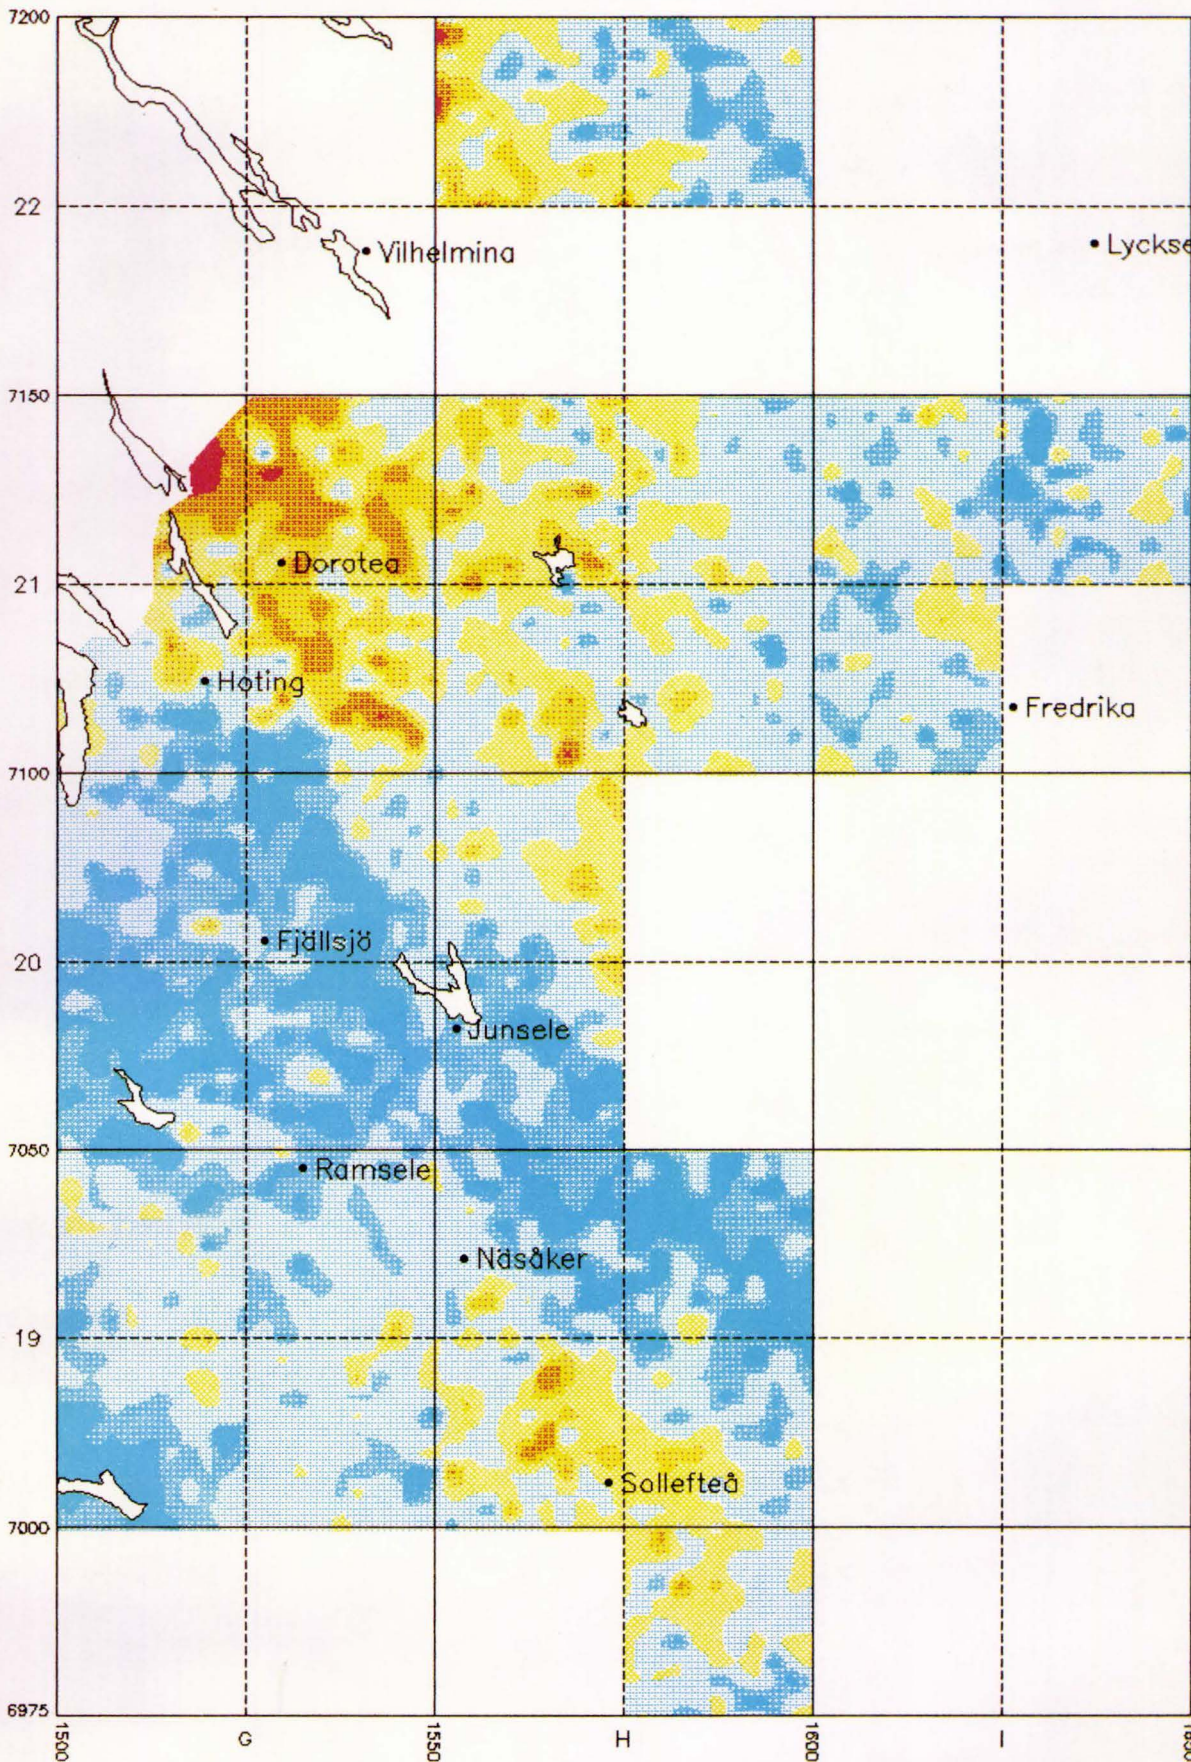 7200
22
Vilhelmina
Lyckse
7150
Dorotea
21
Hoting
Fredrika
7100
Fjällsjö
20
Junsele
7050
Ramsele
Näsåker
19
Sollefteå
7000
6975
1500
G
1550
H
1600
I